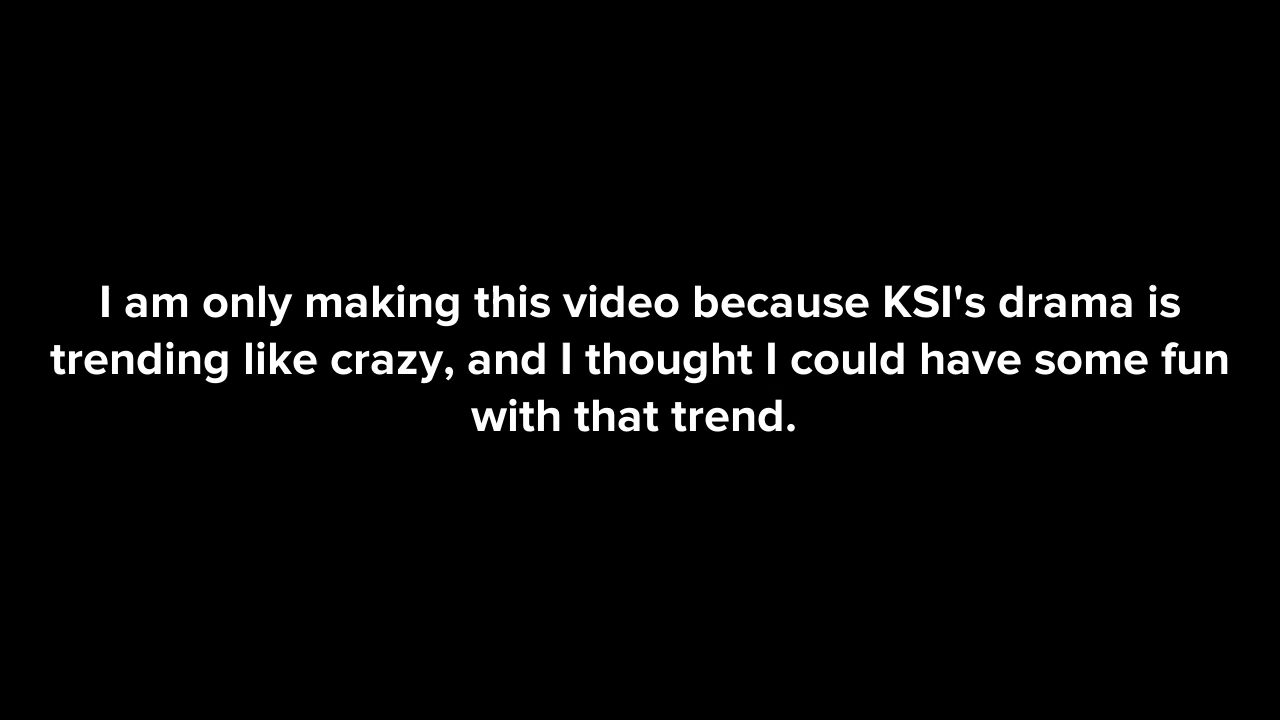 I am only making this video because KSI's drama is
trending like crazy, and I thought I could have some fun
with that trend.